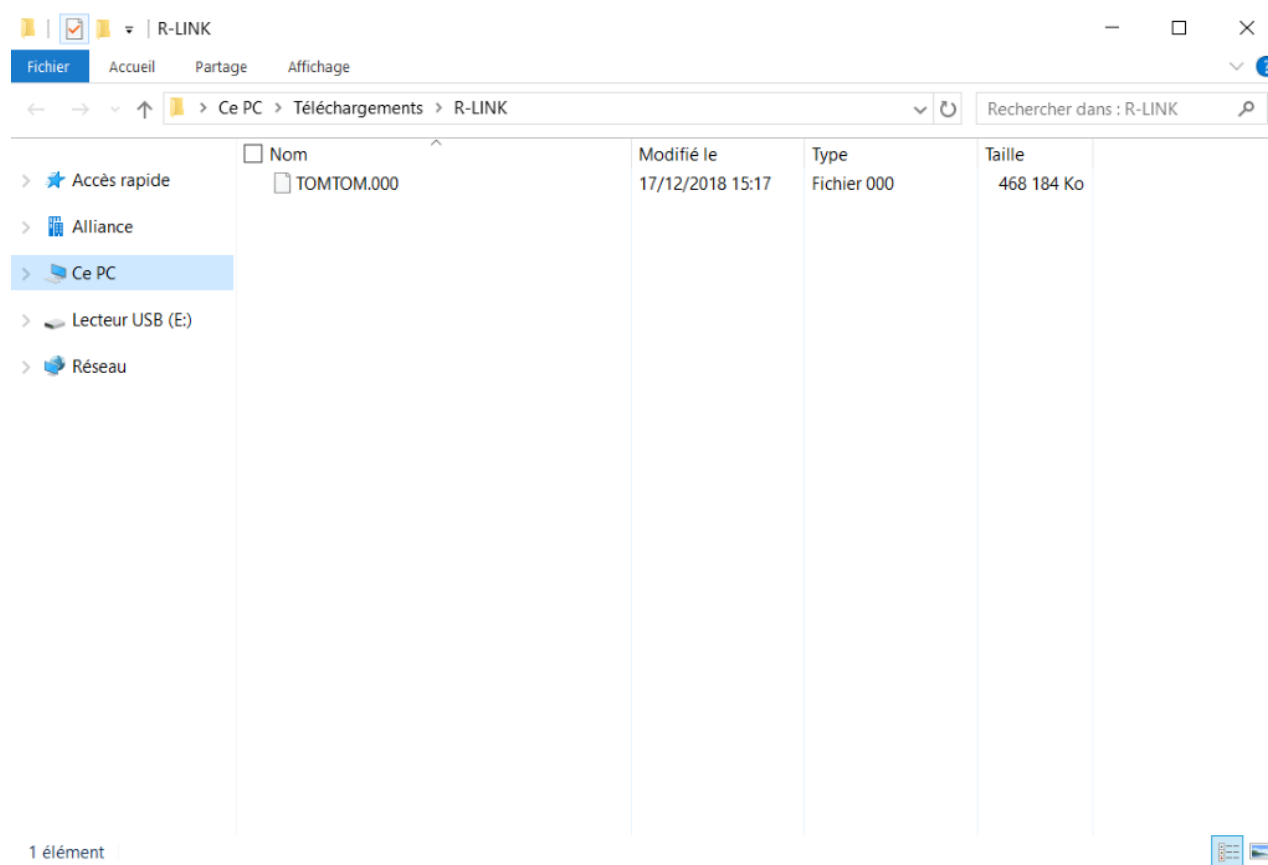 R-LINK
Fichier Accueil Partage Affichage
Ce PC > Téléchargements > R-LINK
Rechercher dans : R-LINK
Nom Modifié le Type Taille
TOMTOM.000 17/12/2018 15:17 Fichier 000 468 184 Ko
Accès rapide
Alliance
Ce PC
Lecteur USB (E:)
Réseau
1 élément